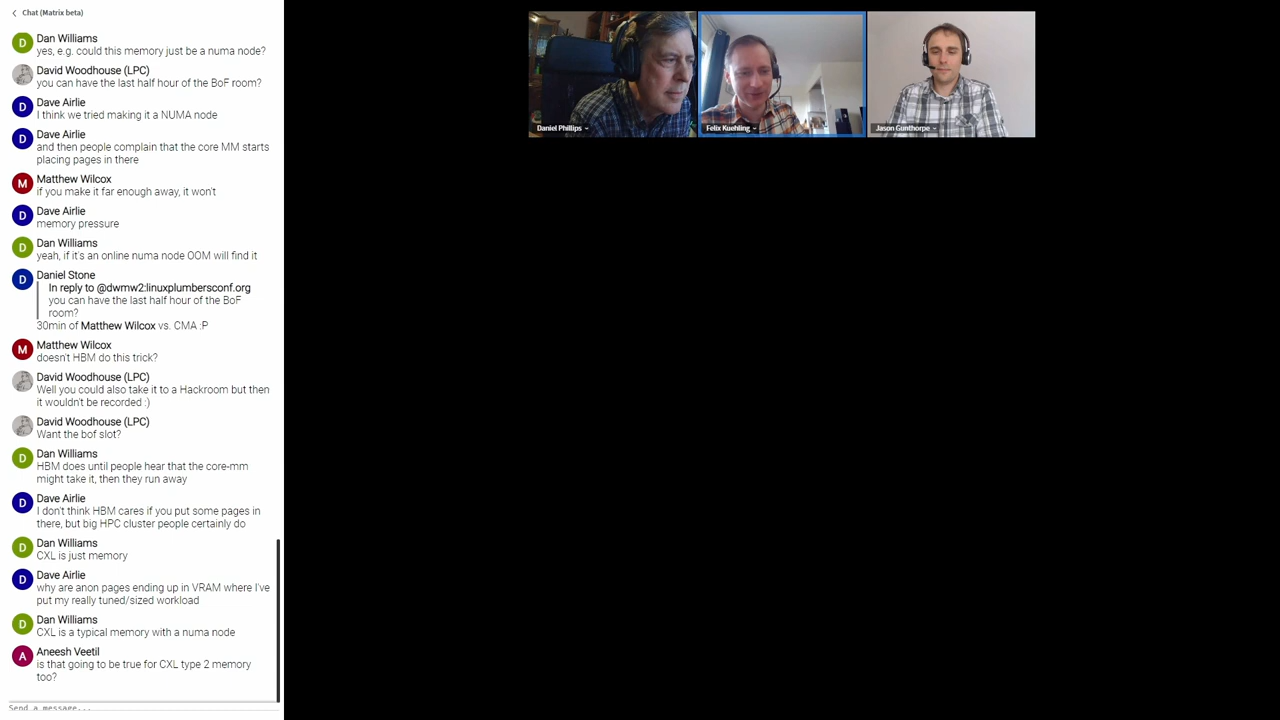 Chat (Matrix beta)
D
Dan Williams
yes, e.g. could this memory just be a numa node?
David Woodhouse (LPC)
you can have the last half hour of the BoF room?
D
Dave Airlie
I think we tried making it a NUMA node
D
Dave Airlie
and then people complain that the core MM starts
placing pages in there
M
Matthew Wilcox
if you make it far enough away, it won't
D
Dave Airlie
memory pressure
D
Dan Williams
yeah, if it's an online numa node OOM will find it
D
Daniel Stone
In reply to @dwmw2:linuxplumbersconf.org
you can have the last half hour of the BoF
room?
30min of Matthew Wilcox vs. CMA :P
M
Matthew Wilcox
doesn't HBM do this trick?
David Woodhouse (LPC)
Well you could also take it to a Hackroom but then
it wouldn't be recorded :)
David Woodhouse (LPC)
Want the bof slot?
D
Dan Williams
HBM does until people hear that the core-mm
might take it, then they run away
D
Dave Airlie
I don't think HBM cares if you put some pages in
there, but big HPC cluster people certainly do
D
Dan Williams
CXL is just memory
D
Dave Airlie
why are anon pages ending up in VRAM where I've
put my really tuned/sized workload
D
Dan Williams
CXL is a typical memory with a numa node
A
Aneesh Veetil
is that going to be true for CXL type 2 memory
too?
Send a message...
Daniel Phillips
Felix Kuehling
Jason Gunthorpe